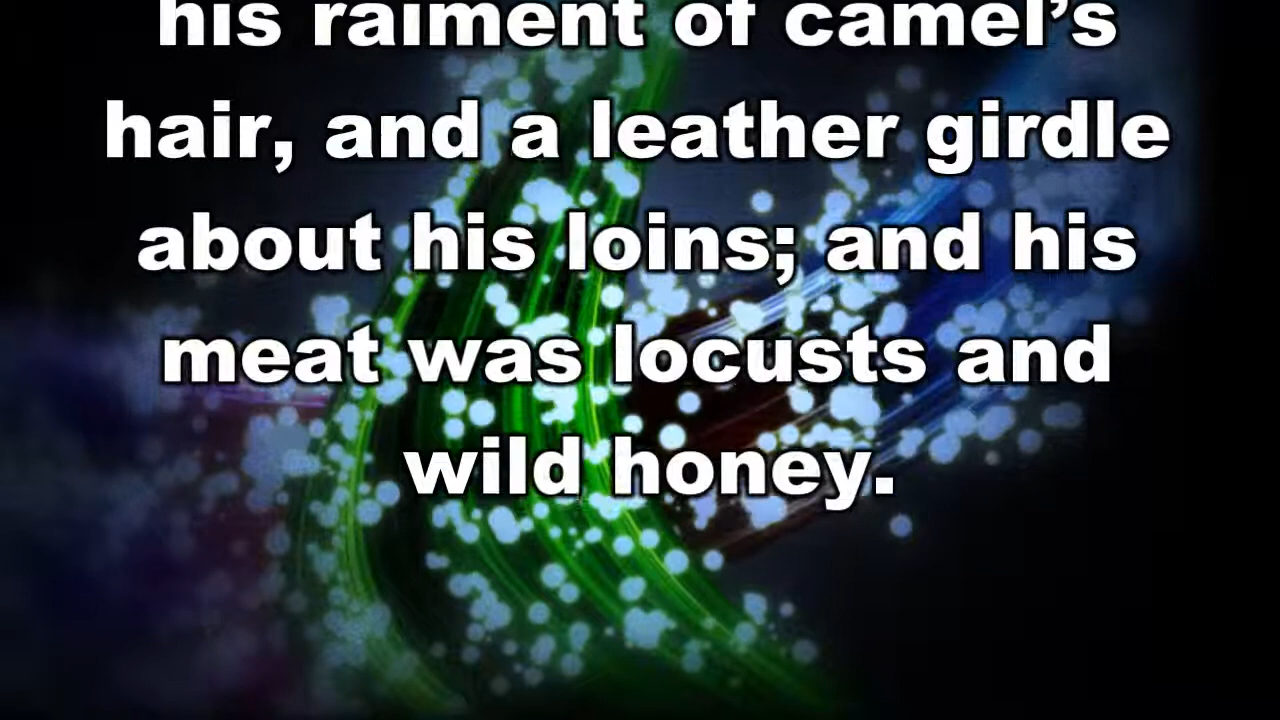 his raiment of camel’s
hair, and a leather girdle
about his loins; and his
meat was locusts and
wild honey.